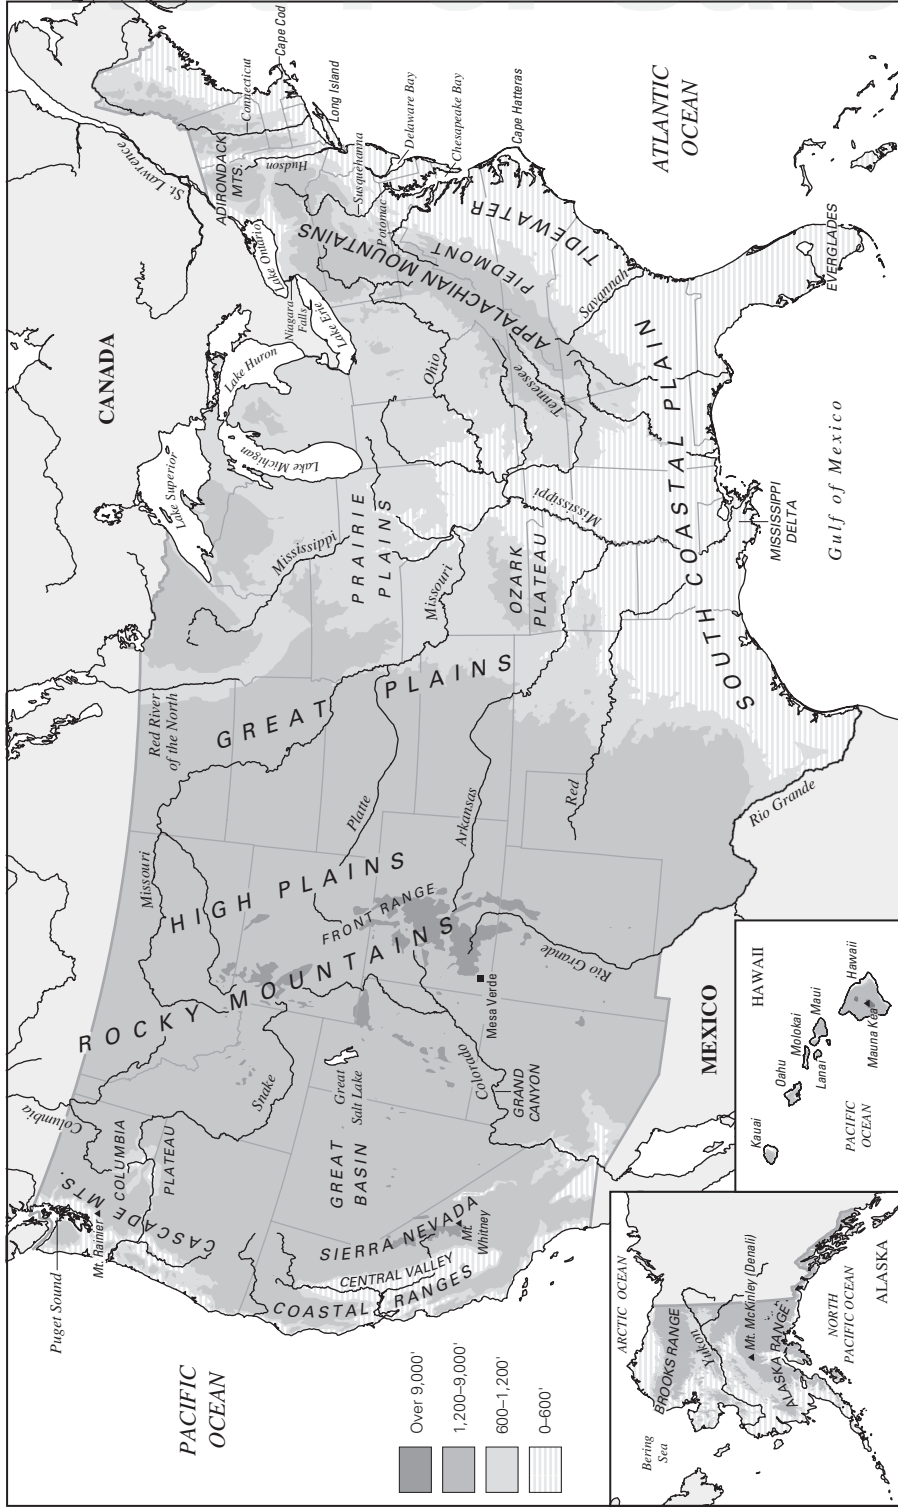 CANADA
ATLANTIC
OCEAN
PACIFIC
OCEAN
MEXICO
Gulf of Mexico
Puget Sound
Mt. Rainer
CASCADE MTS
Columbia
COLUMBIA
PLATEAU
Snake
Great
Salt Lake
GREAT
BASIN
SIERRA NEVADA
Mt.
Whitney
CENTRAL VALLEY
COASTAL RANGES
Colorado
GRAND
CANYON
Mesa Verde
ROCKY MOUNTAINS
FRONT RANGE
HIGH PLAINS
Missouri
Rio Grande
Rio Grande
Red River
of the North
GREAT PLAINS
Platte
Arkansas
Red
Missouri
Mississippi
PRAIRIE
PLAINS
OZARK
PLATEAU
Mississippi
MISSISSIPPI
DELTA
SOUTH COASTAL PLAIN
Lake Superior
Lake Michigan
Lake Huron
Lake Erie
Lake Ontario
Niagara
Falls
Ohio
Tennessee
APPALACHIAN MOUNTAINS
PIEDMONT
TIDEWATER
Savannah
EVERGLADES
St. Lawrence
ADIRONDACK
MTS.
Hudson
Connecticut
Cape Cod
Long Island
Susquehanna
Potomac
Delaware Bay
Chesapeake Bay
Cape Hatteras
Over 9,000'
1,200–9,000'
600–1,200'
0–600'
HAWAII
Kauai
Oahu
Molokai
Lanai
Maui
Hawaii
Mauna Kea
PACIFIC
OCEAN
ARCTIC OCEAN
BROOKS RANGE
Yukon
Mt. McKinley (Denali)
ALASKA RANGE
Bering
Sea
NORTH
PACIFIC OCEAN
ALASKA